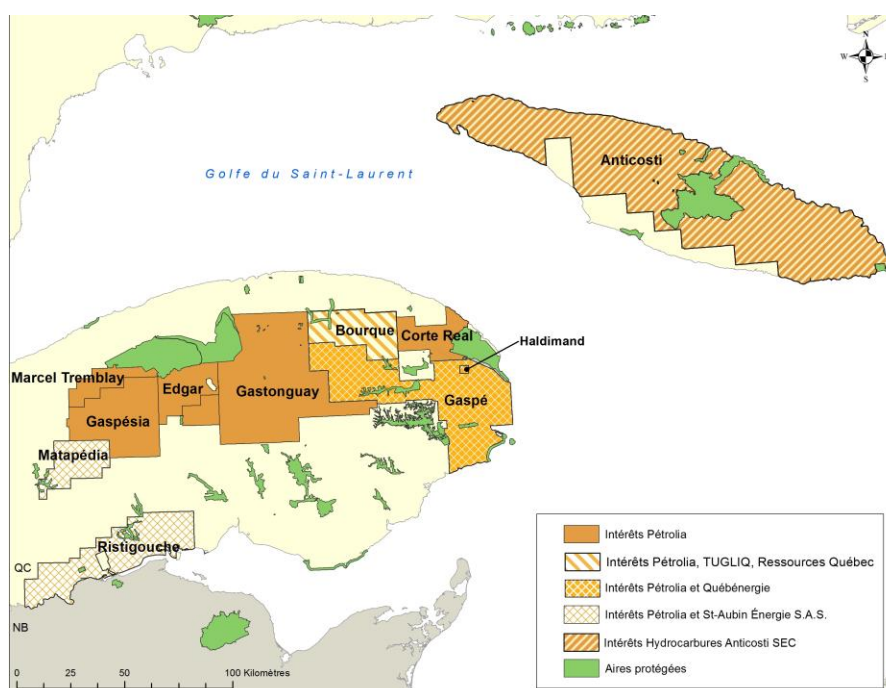 N
W
S
Anticosti
Golfe du Saint-Laurent
Bourque
Corte Real
Haldimand
Marcel Tremblay
Edgar
Gastonguay
Gaspé
Gaspésia
Matapédia
Ristigouche
QC
NB
0 25 50 100 Kilomètres
Intérêts Pétrolia
Intérêts Pétrolia, TUGLIQ, Ressources Québec
Intérêts Pétrolia et Québénergie
Intérêts Pétrolia et St-Aubin Énergie S.A.S.
Intérêts Hydrocarbures Anticosti SEC
Aires protégées